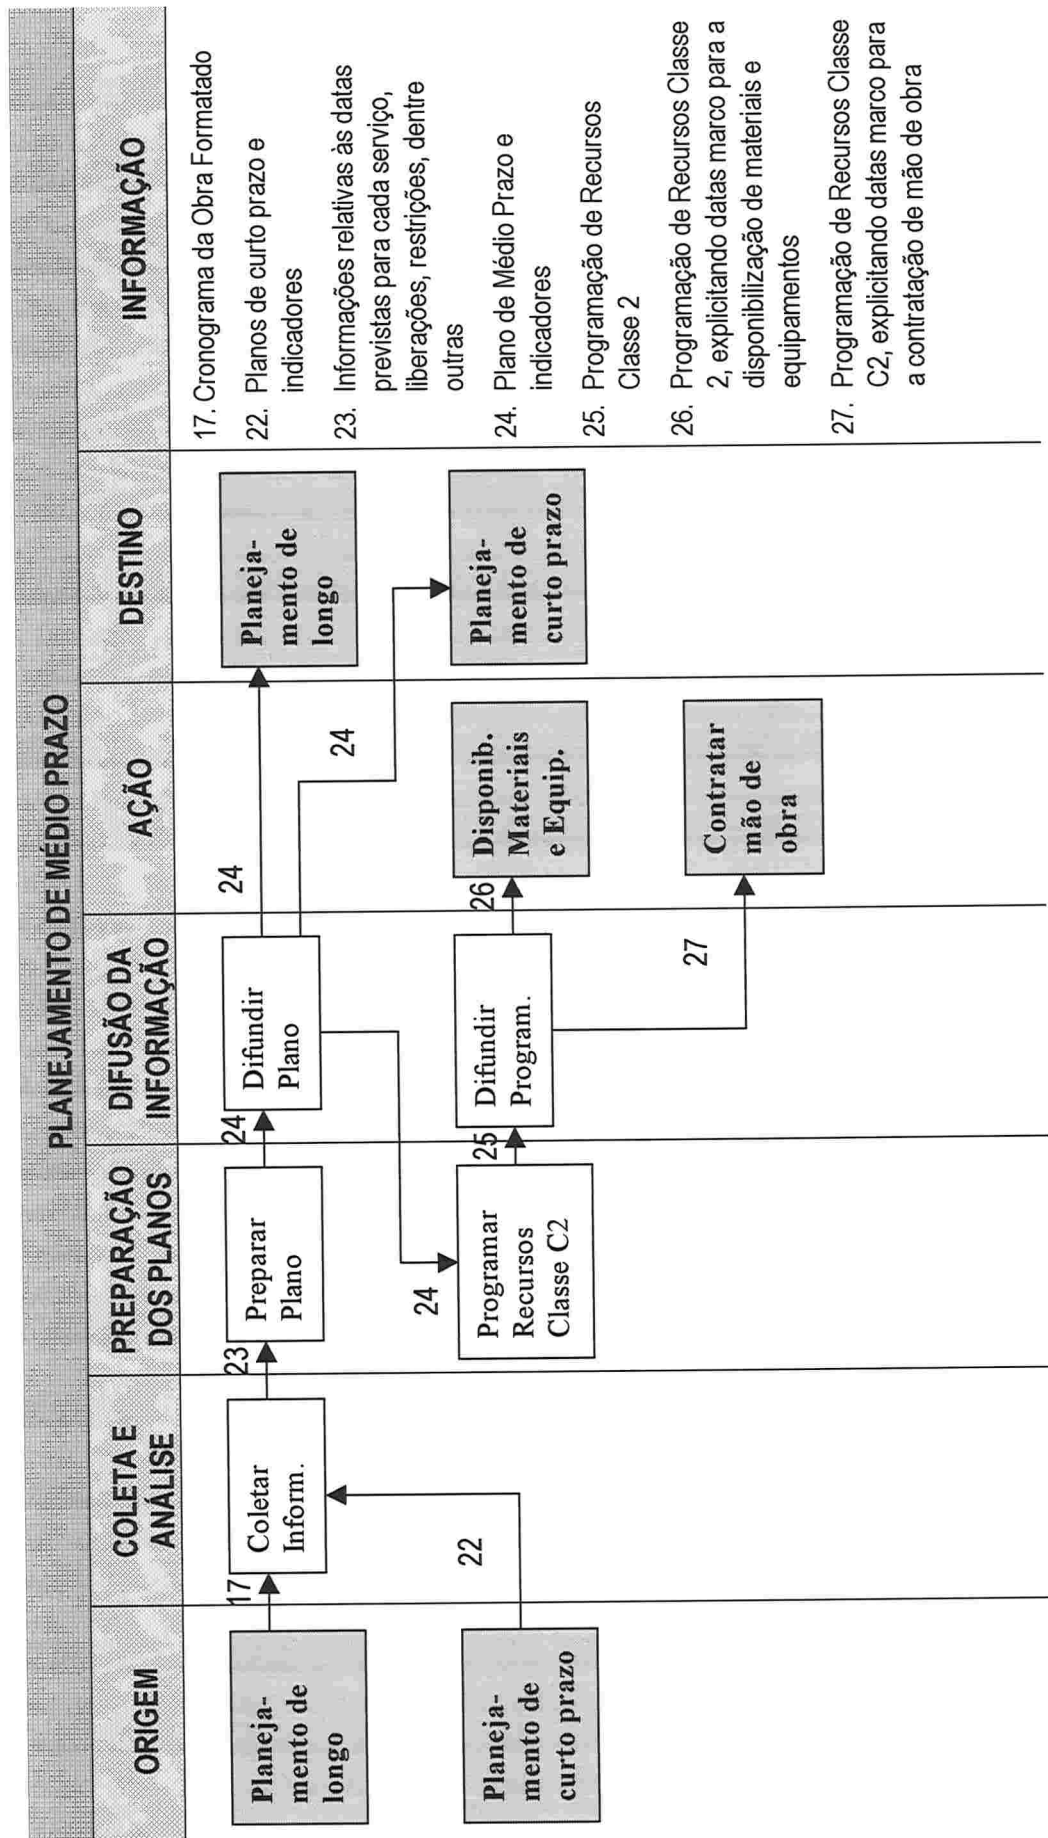 PLANEJAMENTO DE MÉDIO PRAZO
ORIGEM
COLETA E
ANÁLISE
PREPARAÇÃO
DOS PLANOS
DIFUSÃO DA
INFORMAÇÃO
AÇÃO
DESTINO
INFORMAÇÃO
Planeja-
mento de
longo
17
Coletar
Inform.
23
Preparar
Plano
24
Difundir
Plano
24
Planeja-
mento de
longo
24
Planeja-
mento de
curto prazo
22
24
Programar
Recursos
Classe C2
25
Difundir
Program.
26
Disponib.
Materiais
e Equip.
Planeja-
mento de
curto prazo
27
Contratar
mão de
obra
17. Cronograma da Obra Formatado
22. Planos de curto prazo e
indicadores
23. Informações relativas às datas
previstas para cada serviço,
liberações, restrições, dentre
outras
24. Plano de Médio Prazo e
indicadores
25. Programação de Recursos
Classe 2
26. Programação de Recursos Classe
2, explicitando datas marco para a
disponibilização de materiais e
equipamentos
27. Programação de Recursos Classe
C2, explicitando datas marco para
a contratação de mão de obra